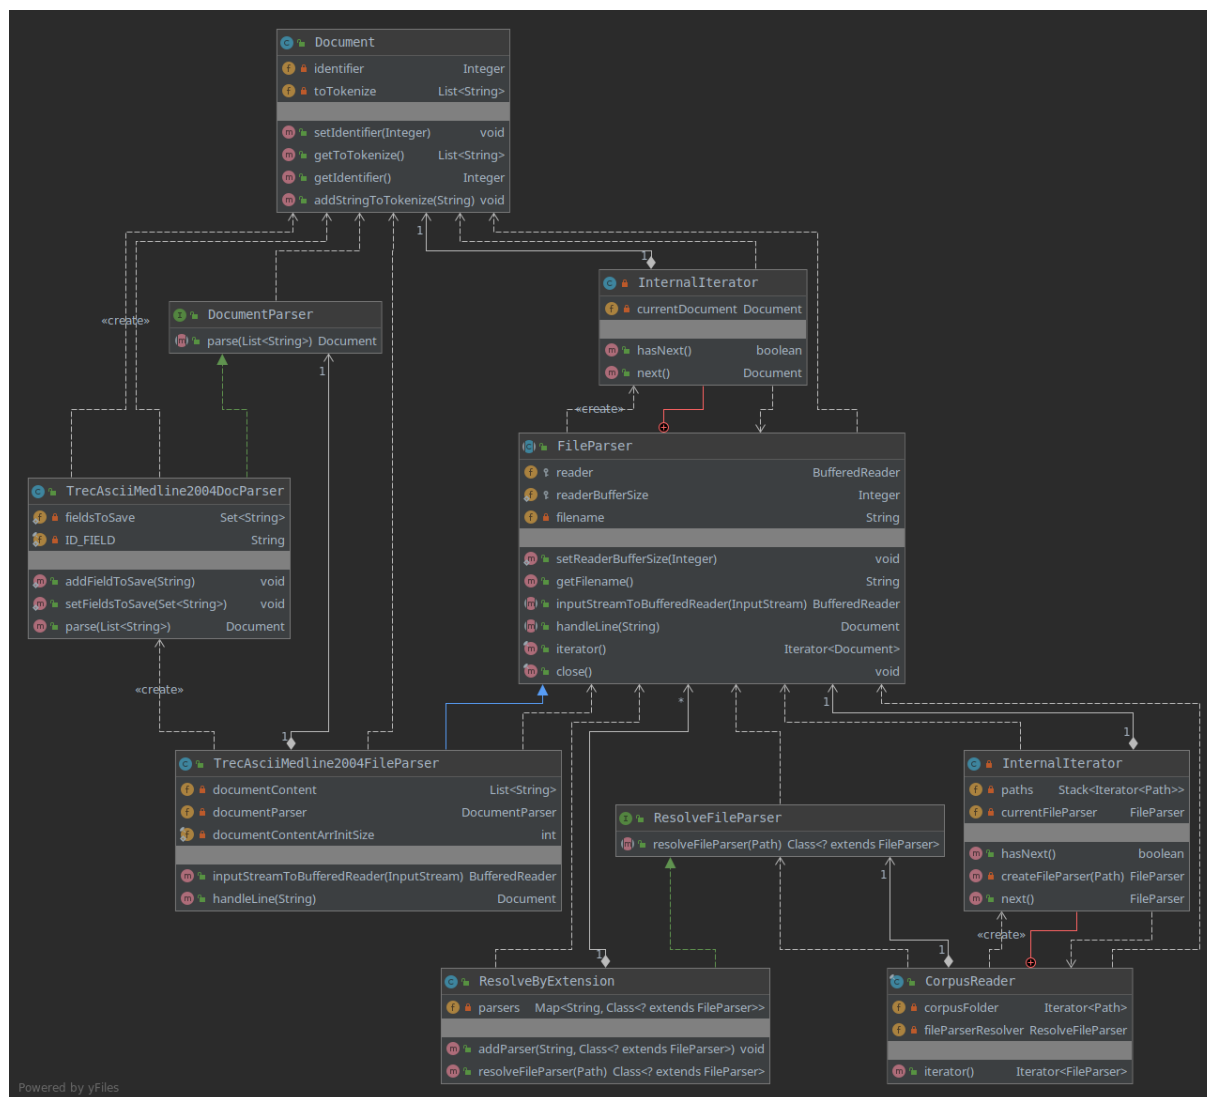 Document
identifier Integer
toTokenize List<String>
setIdentifier(Integer) void
getToTokenize() List<String>
getIdentifier() Integer
addStringToTokenize(String) void
1
1
InternalIterator
currentDocument Document
hasNext() boolean
next() Document
«create»
DocumentParser
parse(List<String>) Document
1
«create»
FileParser
reader BufferedReader
readerBufferSize Integer
filename String
setReaderBufferSize(Integer) void
getFilename() String
inputStreamToBufferedReader(InputStream) BufferedReader
handleLine(String) Document
iterator() Iterator<Document>
close() void
TrecAsciiMedline2004DocParser
fieldsToSave Set<String>
ID_FIELD String
addFieldToSave(String) void
setFieldsToSave(Set<String>) void
parse(List<String>) Document
«create»
1
*
1
1
TrecAsciiMedline2004FileParser
documentContent List<String>
documentParser DocumentParser
documentContentArrInitSize int
inputStreamToBufferedReader(InputStream) BufferedReader
handleLine(String) Document
ResolveFileParser
resolveFileParser(Path) Class<? extends FileParser>
InternalIterator
paths Stack<Iterator<Path>>
currentFileParser FileParser
hasNext() boolean
createFileParser(Path) FileParser
next() FileParser
1
«create»
1
1
ResolveByExtension
parsers Map<String, Class<? extends FileParser>>
addParser(String, Class<? extends FileParser>) void
resolveFileParser(Path) Class<? extends FileParser>
CorpusReader
corpusFolder Iterator<Path>
fileParserResolver ResolveFileParser
iterator() Iterator<FileParser>
Powered by yFiles